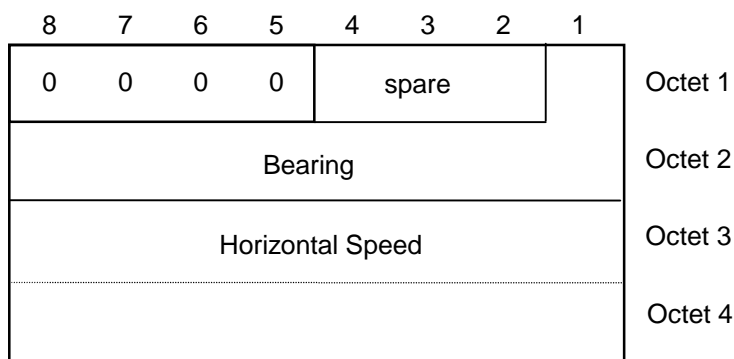 8 7 6 5 4 3 2 1
0 0 0 0 spare Octet 1
Bearing Octet 2
Horizontal Speed Octet 3
Octet 4